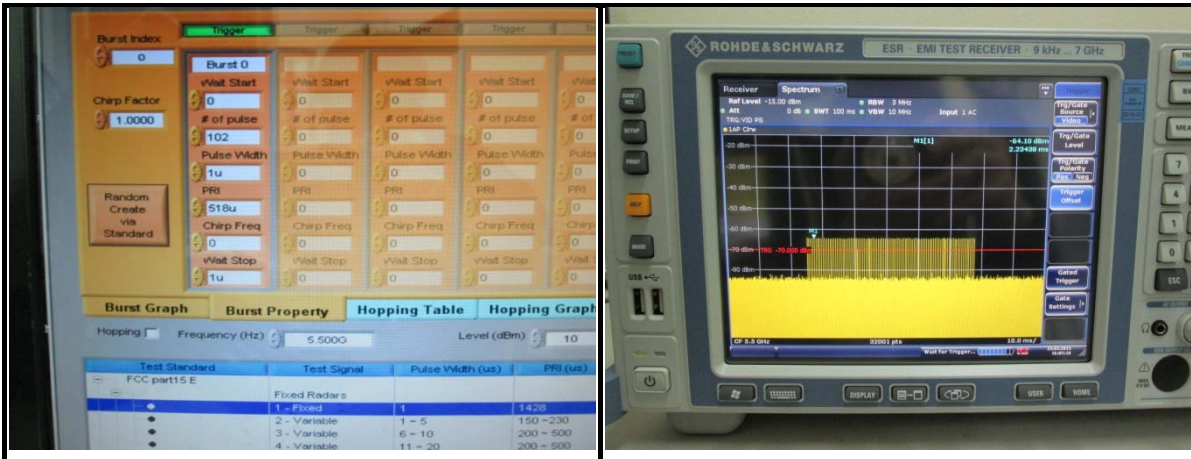 Trigger Trigger Trigger Trigger Trigger
Burst Index
0
Chirp Factor
1.0000
Random
Create
via
Standard
Burst 0
Wait Start Wait Start Wait Start Wait Start
0 0 0 0
# of pulse # of pulse # of pulse # of pulse # of
102 0 0 0
Pulse Width Pulse Width Pulse Width Pulse Width
1u 0 0 0
PRI PRI PRI PRI
518u 0 0 0
Chirp Freq Chirp Freq Chirp Freq Chirp Freq
0 0 0 0
Wait Stop Wait Stop Wait Stop Wait Stop
1u 0 0 0
Burst Graph Burst Property Hopping Table Hopping Graph
Hopping Frequency (Hz) 5.500G Level (dBm) 10
Test Standard Test Signal Pulse Width (us) PRI (us)
FCC part15 E
Fixed Radars
1 - Fixed 1 1428
2 - Variable 1 ~ 5 150 ~230
3 - Variable 6 ~ 10 200 ~ 500
4 - Variable 11 ~ 20 200 ~ 500
ROHDE&SCHWARZ ESR · EMI TEST RECEIVER · 9 kHz ... 7 GHz
PRESET
SETUP
PRINT
HELP
MODE
USB
Receiver Spectrum Trigger
Ref Level -15.00 dBm RBW 3 MHz
Att 0 dB SWT 100 ms VBW 10 MHz Input 1 AC
TRG:VID PS
1AP Clrw
M1[1] -64.10 dBm
2.23438 ms
-20 dBm
-30 dBm
-40 dBm
-50 dBm
-60 dBm
M1
-70 dBm TRG -70.000 dBm
-80 dBm
CF 5.5 GHz 32001 pts 10.0 ms/
Wait for Trigger...
Trg/Gate
Source
Video
Trg/Gate
Level
Trg/Gate
Polarity
Pos Neg
Trigger
Offset
Gated
Trigger
Gate
Settings
7
4
1
0
ESC
DISPLAY USER HOME